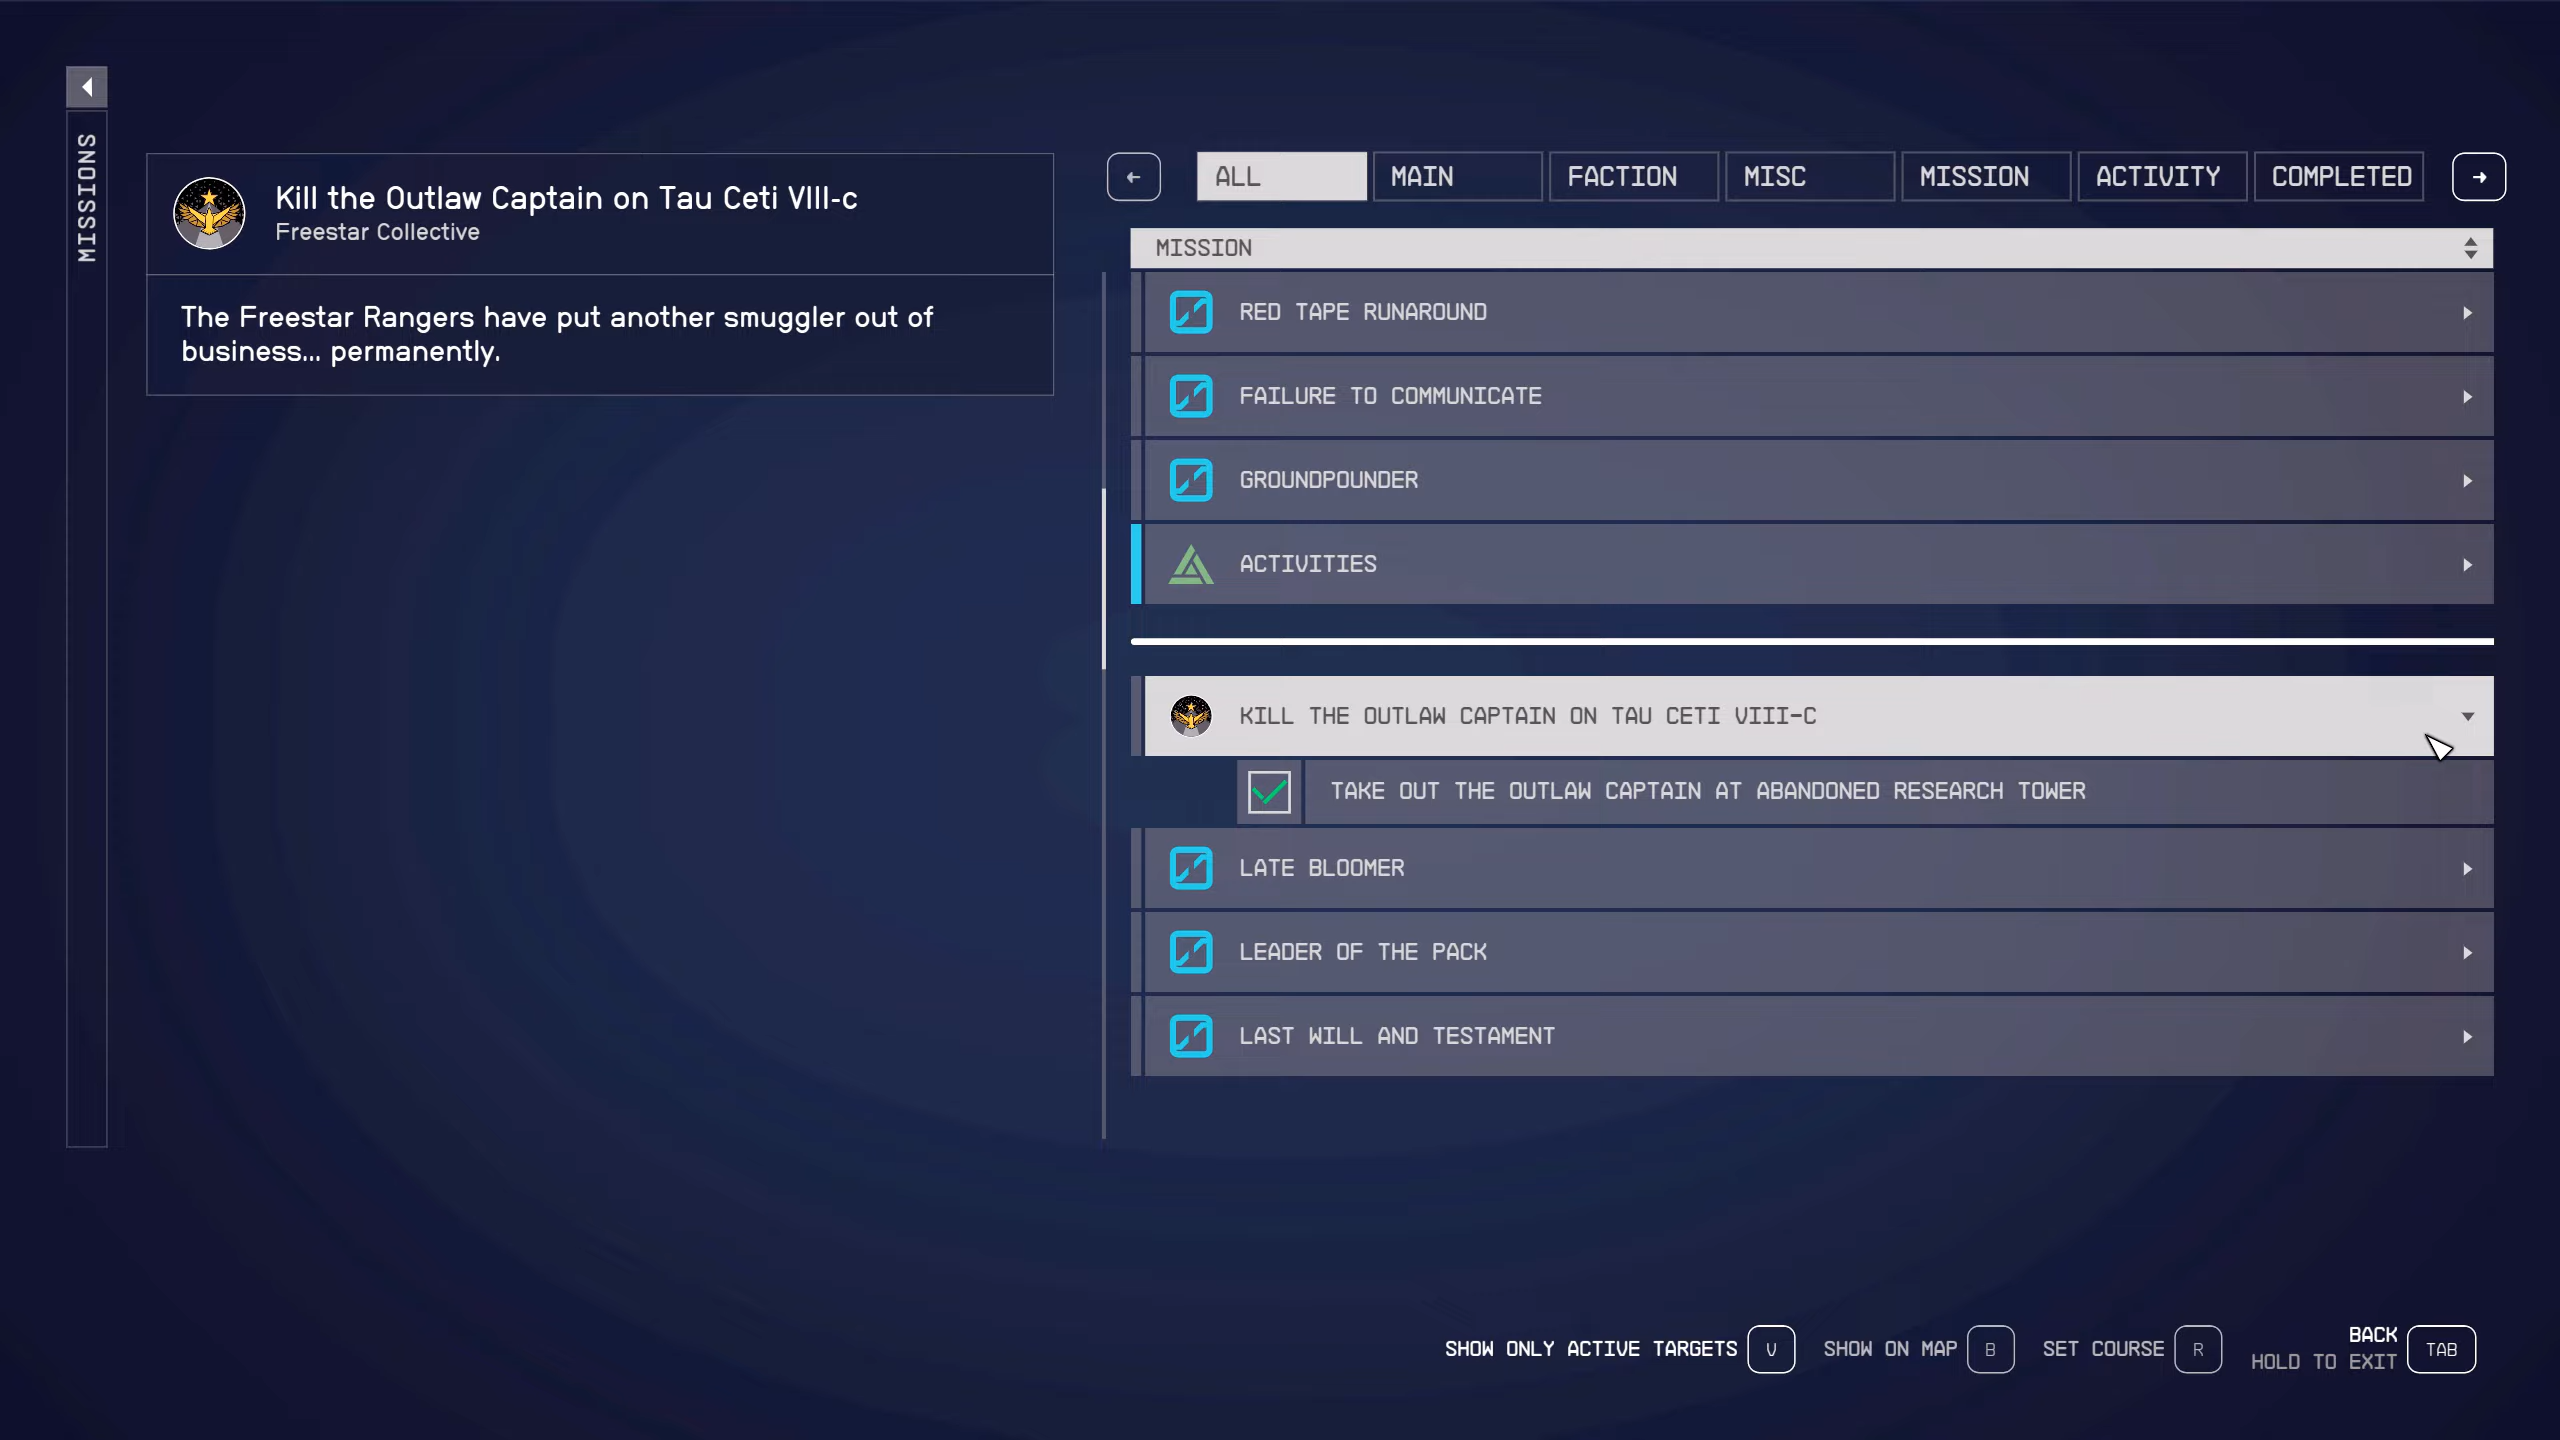 MISSIONS
Kill the Outlaw Captain on Tau Ceti VIII-c
Freestar Collective
The Freestar Rangers have put another smuggler out of
business... permanently.
ALL
MAIN
FACTION
MISC
MISSION
ACTIVITY
COMPLETED
MISSION
RED TAPE RUNAROUND
FAILURE TO COMMUNICATE
GROUNDPOUNDER
ACTIVITIES
KILL THE OUTLAW CAPTAIN ON TAU CETI VIII-C
TAKE OUT THE OUTLAW CAPTAIN AT ABANDONED RESEARCH TOWER
LATE BLOOMER
LEADER OF THE PACK
LAST WILL AND TESTAMENT
SHOW ONLY ACTIVE TARGETS V
SHOW ON MAP B
SET COURSE R
BACK
HOLD TO EXIT
TAB